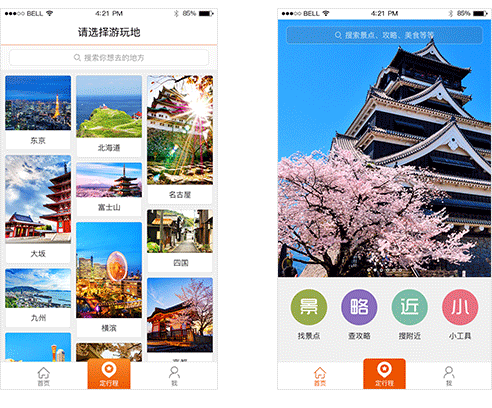 BELL 4:21 PM 85%
请选择游玩地
搜索你想去的地方
东京
北海道
名古屋
富士山
大坂
四国
九州
横滨
京都
首页
定行程
我
BELL 4:21 PM 85%
搜索景点、攻略、美食等等
景
略
近
小
找景点
查攻略
搜附近
小工具
首页
定行程
我